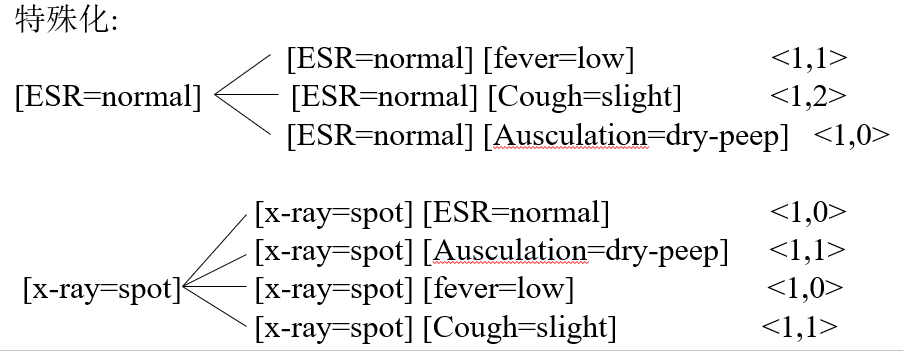 特殊化:
[ESR=normal] [fever=low] <1,1>
[ESR=normal] [ESR=normal] [Cough=slight] <1,2>
[ESR=normal] [Ausculation=dry-peep] <1,0>
[x-ray=spot] [ESR=normal] <1,0>
[x-ray=spot] [Ausculation=dry-peep] <1,1>
[x-ray=spot] [x-ray=spot] [fever=low] <1,0>
[x-ray=spot] [Cough=slight] <1,1>